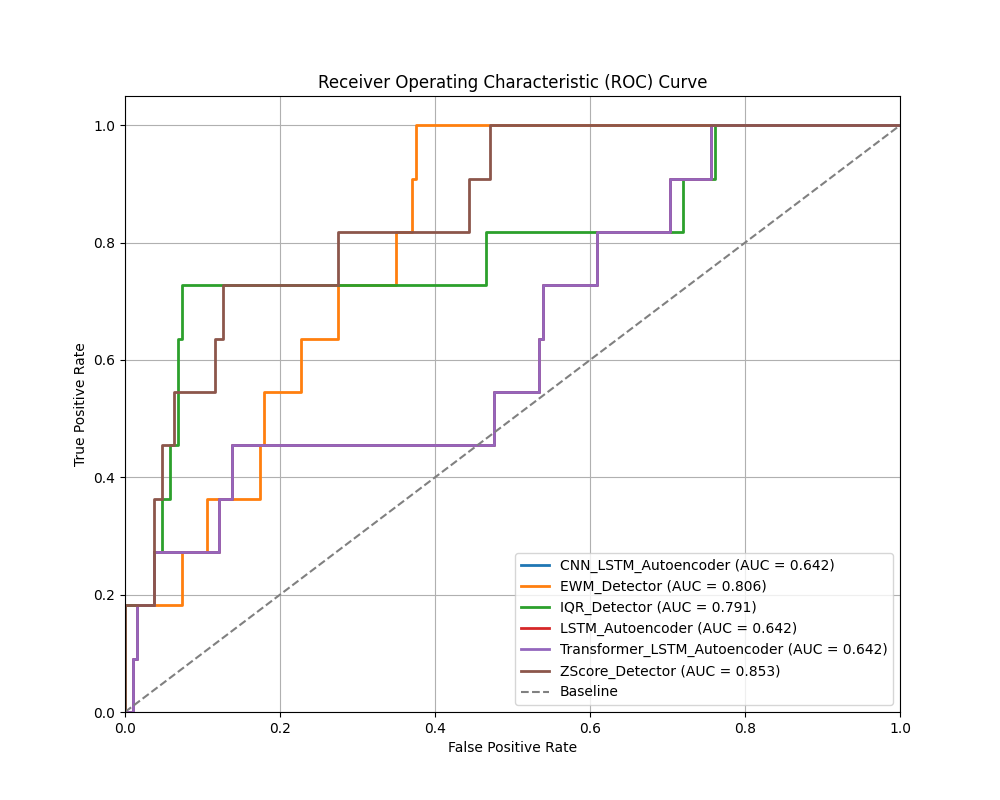 Receiver Operating Characteristic (ROC) Curve
True Positive Rate
1.0
0.8
0.6
0.4
0.2
0.0
0.0 0.2 0.4 0.6 0.8 1.0
False Positive Rate
CNN_LSTM_Autoencoder (AUC = 0.642)
EWM_Detector (AUC = 0.806)
IQR_Detector (AUC = 0.791)
LSTM_Autoencoder (AUC = 0.642)
Transformer_LSTM_Autoencoder (AUC = 0.642)
ZScore_Detector (AUC = 0.853)
Baseline